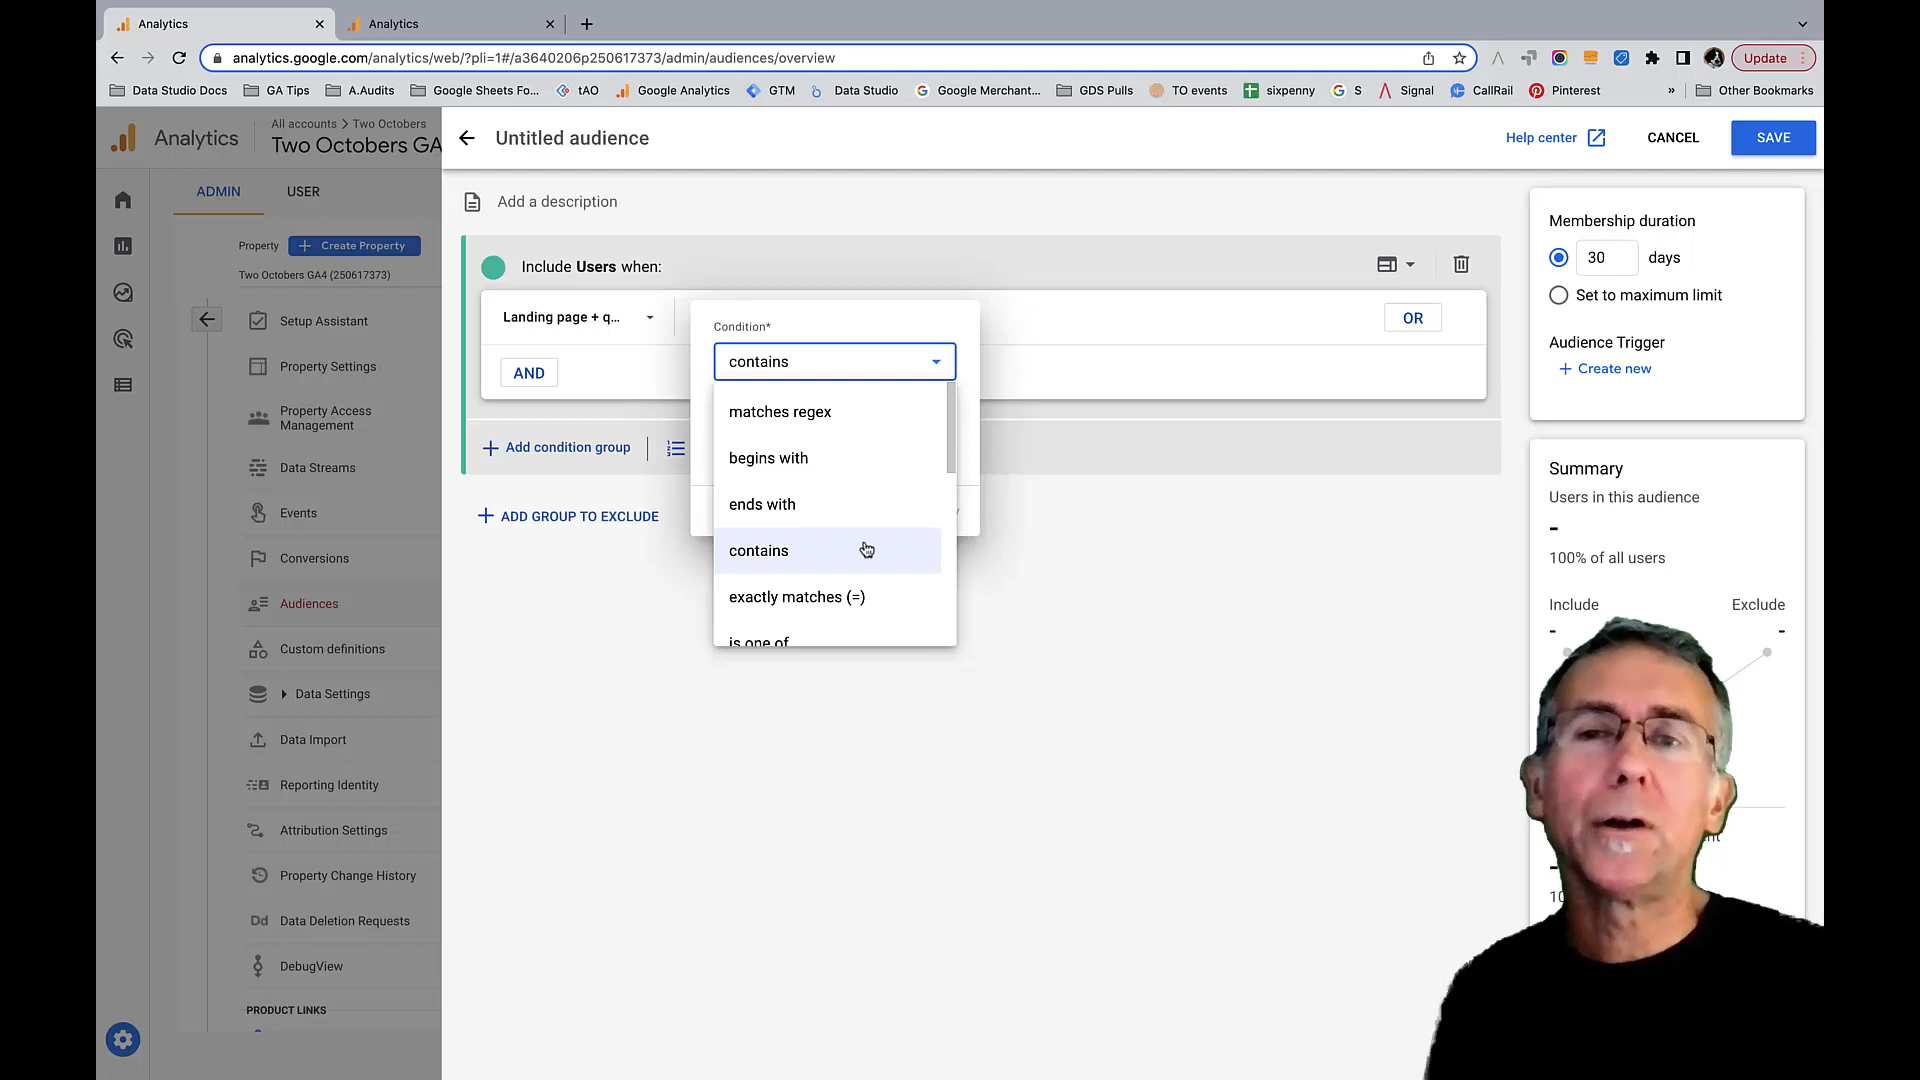 Analytics
Analytics
analytics.google.com/analytics/web/?pli=1#/a3640206p250617373/admin/audiences/overview
Update
Data Studio Docs
GA Tips
A.Audits
Google Sheets Fo...
tAO
Google Analytics
GTM
Data Studio
Google Merchant...
GDS Pulls
TO events
sixpenny
S
Signal
CallRail
Pinterest
»
Other Bookmarks
Analytics
All accounts > Two Octobers
Two Octobers GA
Untitled audience
Help center
CANCEL
SAVE
ADMIN
USER
Property
Create Property
Two Octobers GA4 (250617373)
Setup Assistant
Property Settings
Property Access
Management
Data Streams
Events
Conversions
Audiences
Custom definitions
Data Settings
Data Import
Reporting Identity
Attribution Settings
Property Change History
Dd Data Deletion Requests
DebugView
PRODUCT LINKS
Add a description
Include Users when:
Landing page + q...
OR
AND
Add condition group
ADD GROUP TO EXCLUDE
Condition*
contains
matches regex
begins with
ends with
contains
exactly matches (=)
is one of
Membership duration
30 days
Set to maximum limit
Audience Trigger
Create new
Summary
Users in this audience
-
100% of all users
Include
Exclude
-
-